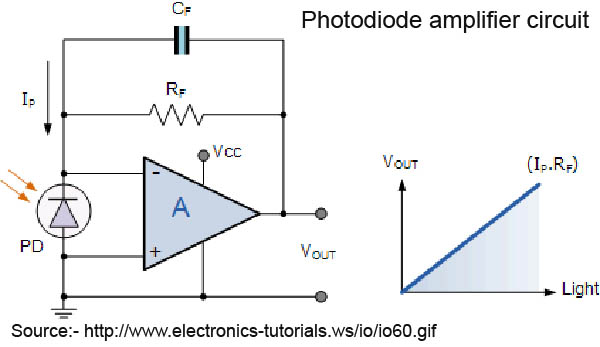 Photodiode amplifier circuit
CF
RF
IP
VCC
-
A
+
PD
VOUT
VOUT
(IP.RF)
Light
Source:- http://www.electronics-tutorials.ws/io/io60.gif